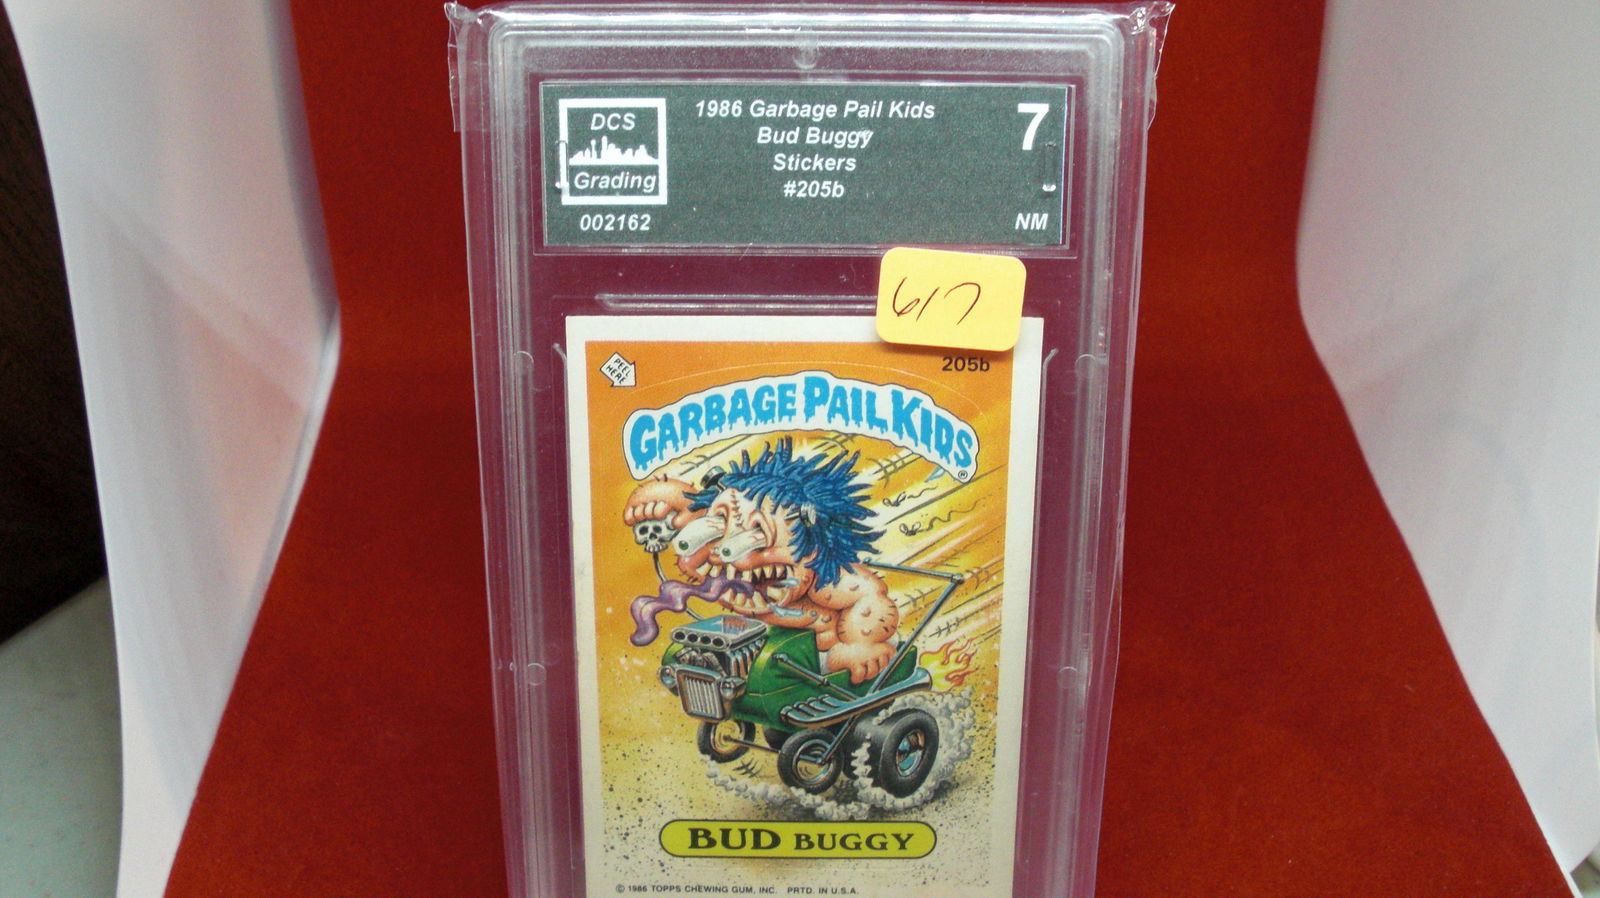 DCS
Grading
002162
1986 Garbage Pail Kids
Bud Buggy
Stickers
#205b
7
NM
617
PEEL
HERE
205b
GARBAGE PAIL KIDS®
BUD BUGGY
© 1986 TOPPS CHEWING GUM, INC. PRTD. IN U.S.A.